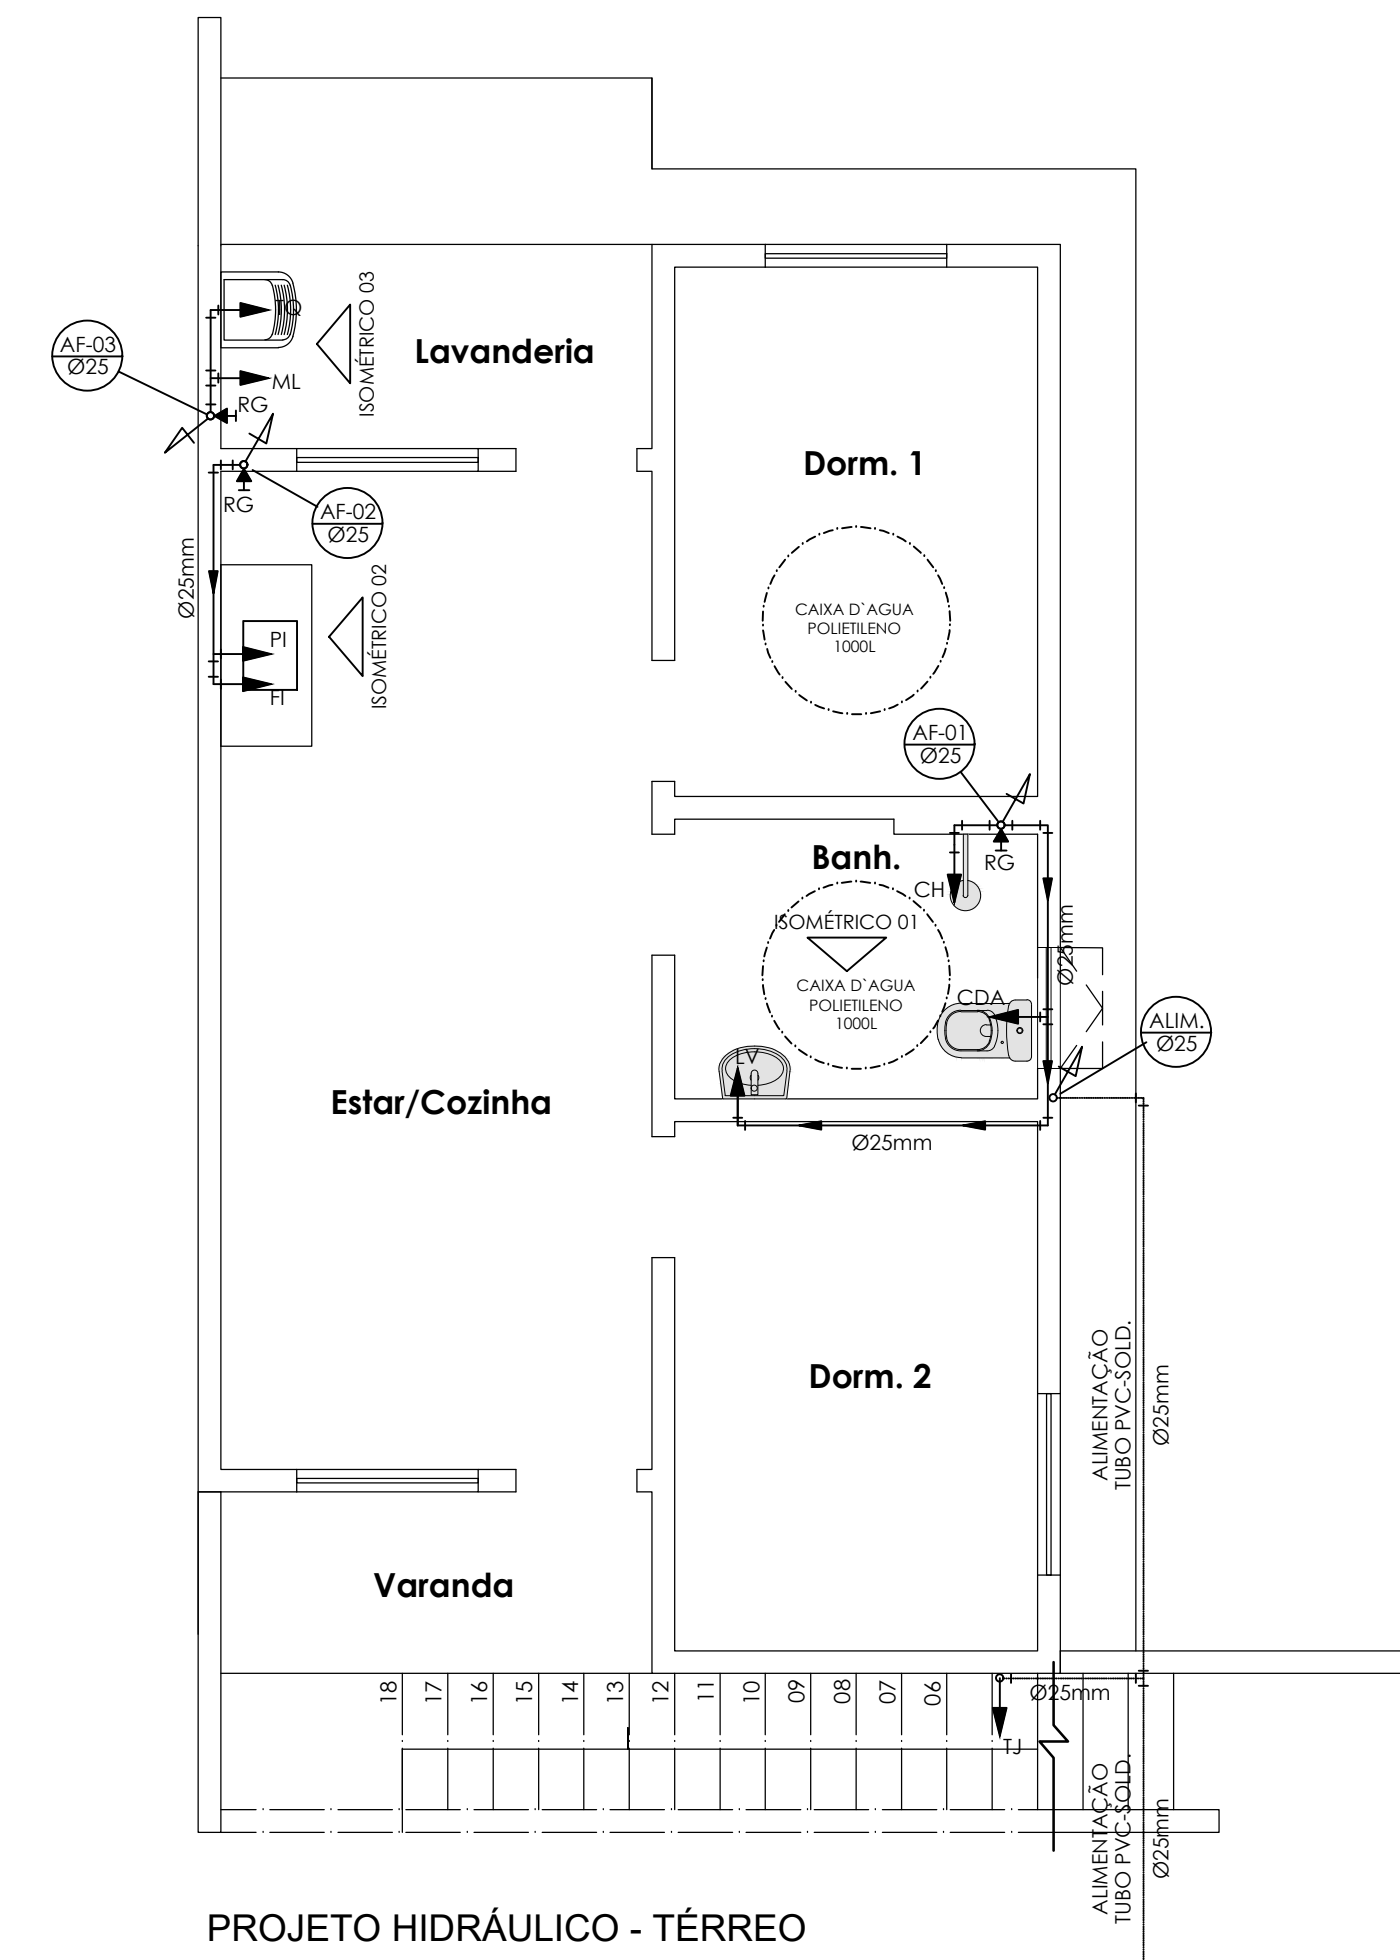 TQ
ISOMÉTRICO 03
Lavanderia
AF-03
Ø25
ML
RG
Dorm. 1
RG
AF-02
Ø25
Ø25mm
ISOMÉTRICO 02
PI
FI
CAIXA D`AGUA
POLIETILENO
1000L
AF-01
Ø25
Banh.
RG
CH
ISOMÉTRICO 01
Ø25mm
CAIXA D`AGUA
POLIETILENO
1000L
CDA
ALIM.
Ø25
LV
Estar/Cozinha
Ø25mm
Dorm. 2
ALIMENTAÇÃO
TUBO PVC-SOLD.
Ø25mm
Varanda
18
17
16
15
14
13
12
11
10
09
08
07
06
Ø25mm
TJ
ALIMENTAÇÃO
TUBO PVC-SOLD.
Ø25mm
PROJETO HIDRÁULICO - TÉRREO